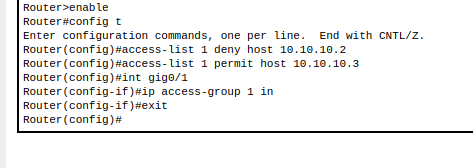 Router>enable
Router#config t
Enter configuration commands, one per line.  End with CNTL/Z.
Router(config)#access-list 1 deny host 10.10.10.2
Router(config)#access-list 1 permit host 10.10.10.3
Router(config)#int gig0/1
Router(config-if)#ip access-group 1 in
Router(config-if)#exit
Router(config)#